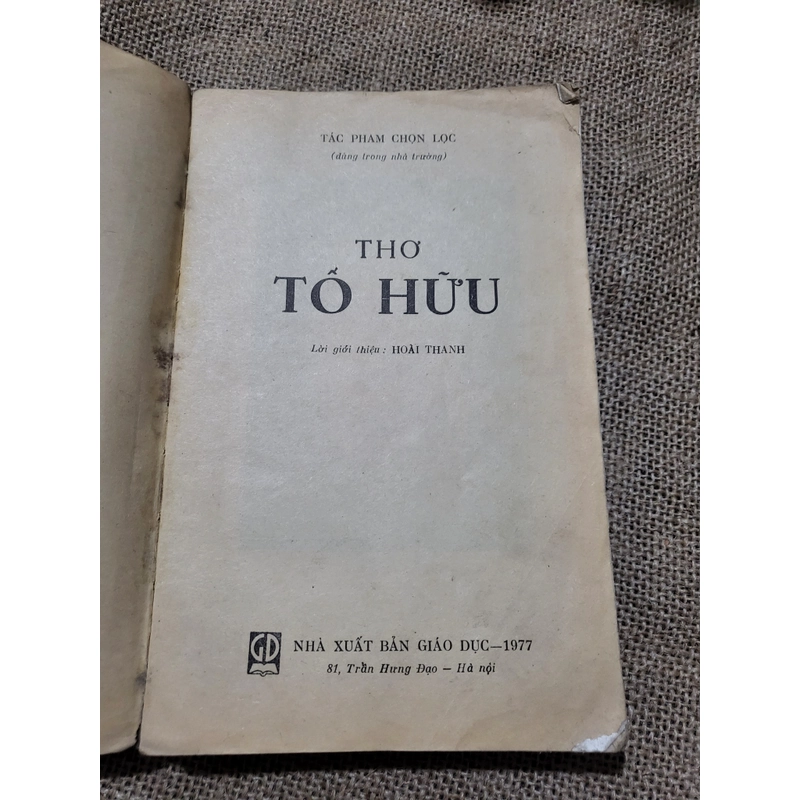 TÁC PHẨM CHỌN LỌC
(dùng trong nhà trường)
THƠ
TỐ HỮU
Lời giới thiệu : HOÀI THANH
GD
NHÀ XUẤT BẢN GIÁO DỤC—1977
81, Trần Hưng Đạo — Hà nội